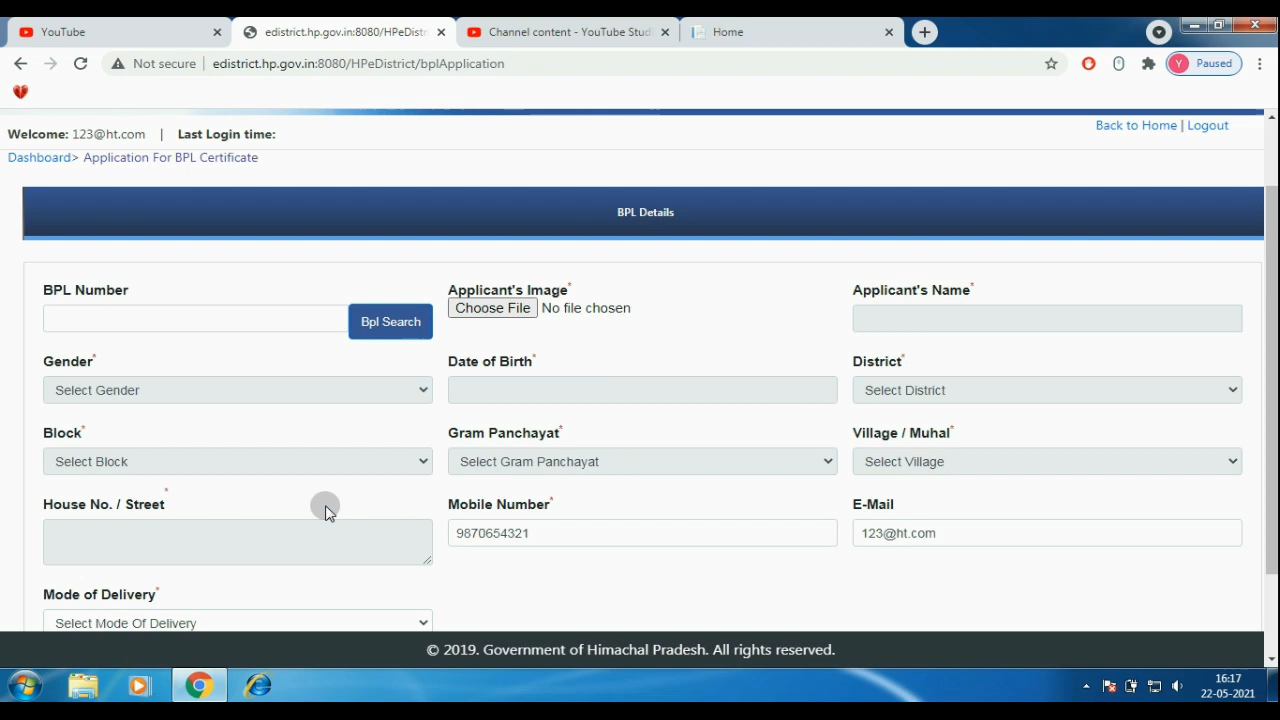 YouTube
edistrict.hp.gov.in:8080/HPeDistr
Channel content - YouTube Stud
Home
Not secure | edistrict.hp.gov.in:8080/HPeDistrict/bplApplication
Y Paused
Welcome: 123@ht.com | Last Login time:
Back to Home | Logout
Dashboard> Application For BPL Certificate
BPL Details
BPL Number
Applicant's Image*
Applicant's Name*
Bpl Search
Choose File No file chosen
Gender*
Date of Birth*
District*
Select Gender
Select District
Block*
Gram Panchayat*
Village / Muhal*
Select Block
Select Gram Panchayat
Select Village
House No. / Street*
Mobile Number*
E-Mail
9870654321
123@ht.com
Mode of Delivery*
Select Mode Of Delivery
© 2019. Government of Himachal Pradesh. All rights reserved.
16:17
22-05-2021